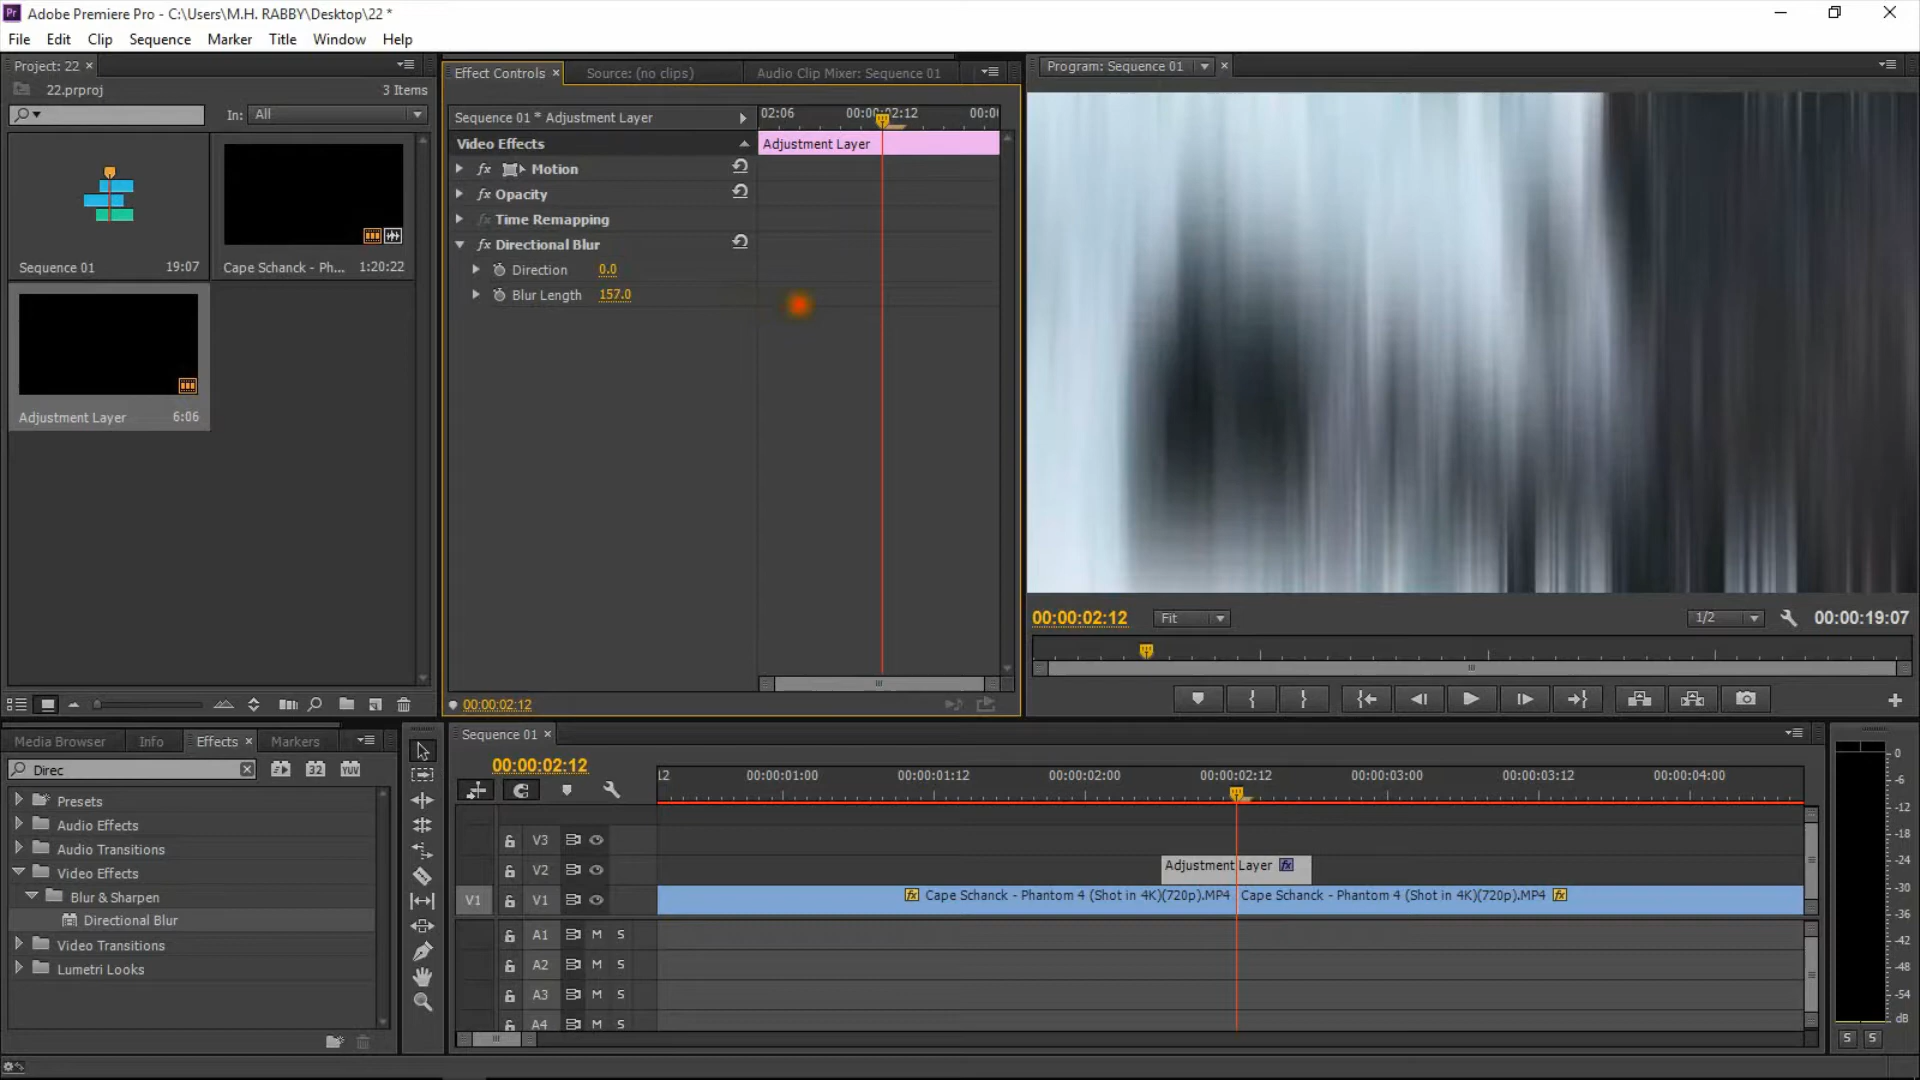 Adobe Premiere Pro - C:\Users\M.H. RABBY\Desktop\22 *
File Edit Clip Sequence Marker Title Window Help
Project: 22 ×
22.prproj 3 Items
In: All
Sequence 01 19:07
Cape Schanck - Ph... 1:20:22
Adjustment Layer 6:06
Effect Controls × Source: (no clips) Audio Clip Mixer: Sequence 01
Sequence 01 * Adjustment Layer 02:06 00:00:02:12
Video Effects Adjustment Layer
fx Motion
fx Opacity
fx Time Remapping
fx Directional Blur
Direction 0.0
Blur Length 157.0
00:00:02:12
Program: Sequence 01 ×
00:00:02:12 Fit 1/2 00:00:19:07
Media Browser Info Effects × Markers
Direc 32 YUV
Presets
Audio Effects
Audio Transitions
Video Effects
Blur & Sharpen
Directional Blur
Video Transitions
Lumetri Looks
Sequence 01 ×
00:00:02:12
12 00:00:01:00 00:00:01:12 00:00:02:00 00:00:02:12 00:00:03:00 00:00:03:12 00:00:04:00
V3
V2 Adjustment Layer fx
V1 V1 fx Cape Schanck - Phantom 4 (Shot in 4K)(720p).MP4 Cape Schanck - Phantom 4 (Shot in 4K)(720p).MP4 fx
A1 M S
A2 M S
A3 M S
A4 M S
0
-6
-12
-18
-24
-30
-36
-42
-48
-54
dB
S S